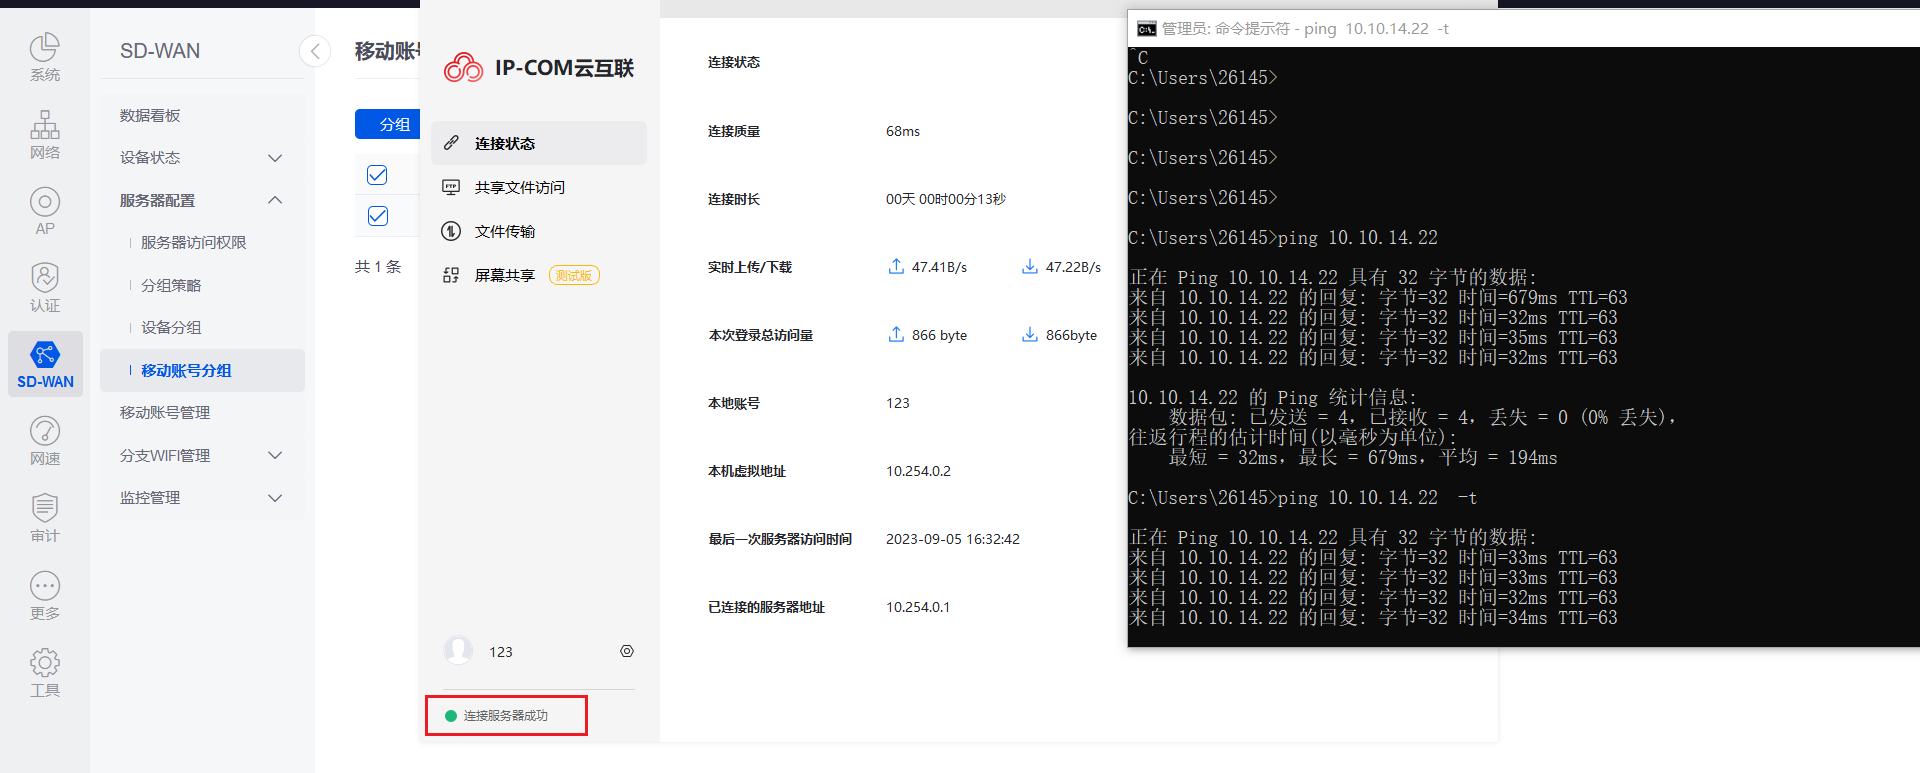 系统
网络
AP
认证
SD-WAN
网速
审计
更多
工具
SD-WAN
数据看板
设备状态
服务器配置
服务器访问权限
分组策略
设备分组
移动账号分组
移动账号管理
分支WIFI管理
监控管理
移动账
分组
共 1 条
IP-COM云互联
连接状态
共享文件访问
文件传输
屏幕共享 测试版
123
连接服务器成功
连接状态
连接质量 68ms
连接时长 00天 00时00分13秒
实时上传/下载 47.41B/s 47.22B/s
本次登录总访问量 866 byte 866byte
本地账号 123
本机虚拟地址 10.254.0.2
最后一次服务器访问时间 2023-09-05 16:32:42
已连接的服务器地址 10.254.0.1
管理员: 命令提示符 - ping  10.10.14.22  -t
^C
C:\Users\26145>
C:\Users\26145>
C:\Users\26145>
C:\Users\26145>
C:\Users\26145>ping 10.10.14.22
正在 Ping 10.10.14.22 具有 32 字节的数据:
来自 10.10.14.22 的回复: 字节=32 时间=679ms TTL=63
来自 10.10.14.22 的回复: 字节=32 时间=32ms TTL=63
来自 10.10.14.22 的回复: 字节=32 时间=35ms TTL=63
来自 10.10.14.22 的回复: 字节=32 时间=32ms TTL=63
10.10.14.22 的 Ping 统计信息:
数据包: 已发送 = 4，已接收 = 4，丢失 = 0 (0% 丢失)，
往返行程的估计时间(以毫秒为单位):
最短 = 32ms，最长 = 679ms，平均 = 194ms
C:\Users\26145>ping 10.10.14.22  -t
正在 Ping 10.10.14.22 具有 32 字节的数据:
来自 10.10.14.22 的回复: 字节=32 时间=33ms TTL=63
来自 10.10.14.22 的回复: 字节=32 时间=33ms TTL=63
来自 10.10.14.22 的回复: 字节=32 时间=32ms TTL=63
来自 10.10.14.22 的回复: 字节=32 时间=34ms TTL=63